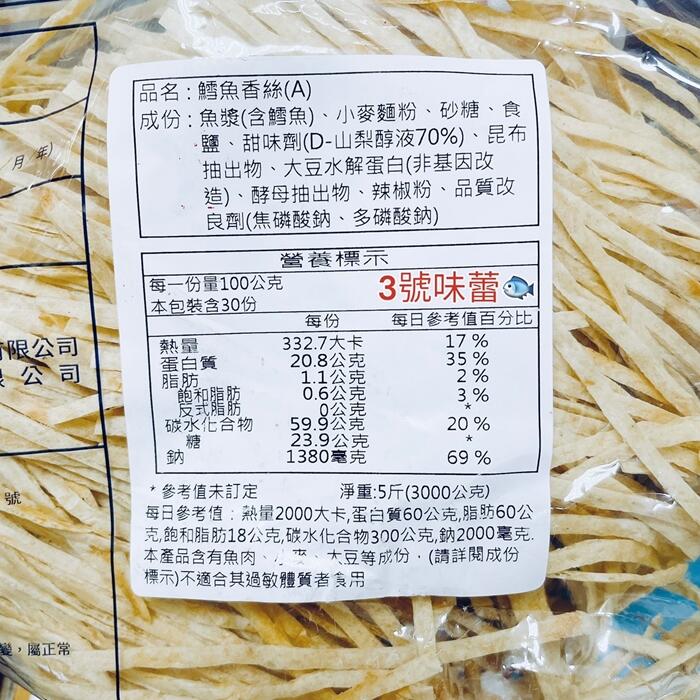 品名：鱈魚香絲(A)
成份：魚漿(含鱈魚)、小麥麵粉、砂糖、食
鹽、甜味劑(D-山梨醇液70%)、昆布
抽出物、大豆水解蛋白(非基因改
造)、酵母抽出物、辣椒粉、品質改
良劑(焦磷酸鈉、多磷酸鈉)
營養標示
每一份量100公克
本包裝含30份
3號味蕾🐟
每份 每日參考值百分比
熱量 332.7大卡 17 %
蛋白質 20.8公克 35 %
脂肪 1.1公克 2 %
飽和脂肪 0.6公克 3 %
反式脂肪 0公克 *
碳水化合物 59.9公克 20 %
糖 23.9公克 *
鈉 1380毫克 69 %
* 參考值未訂定 淨重:5斤(3000公克)
每日參考值：熱量2000大卡,蛋白質60公克,脂肪60公
克,飽和脂肪18公克,碳水化合物300公克,鈉2000毫克.
本產品含有魚肉、小麥、大豆等成份，(請詳閱成份
標示)不適合其過敏體質者食用
月 年)
限公司
公司
號
變，屬正常